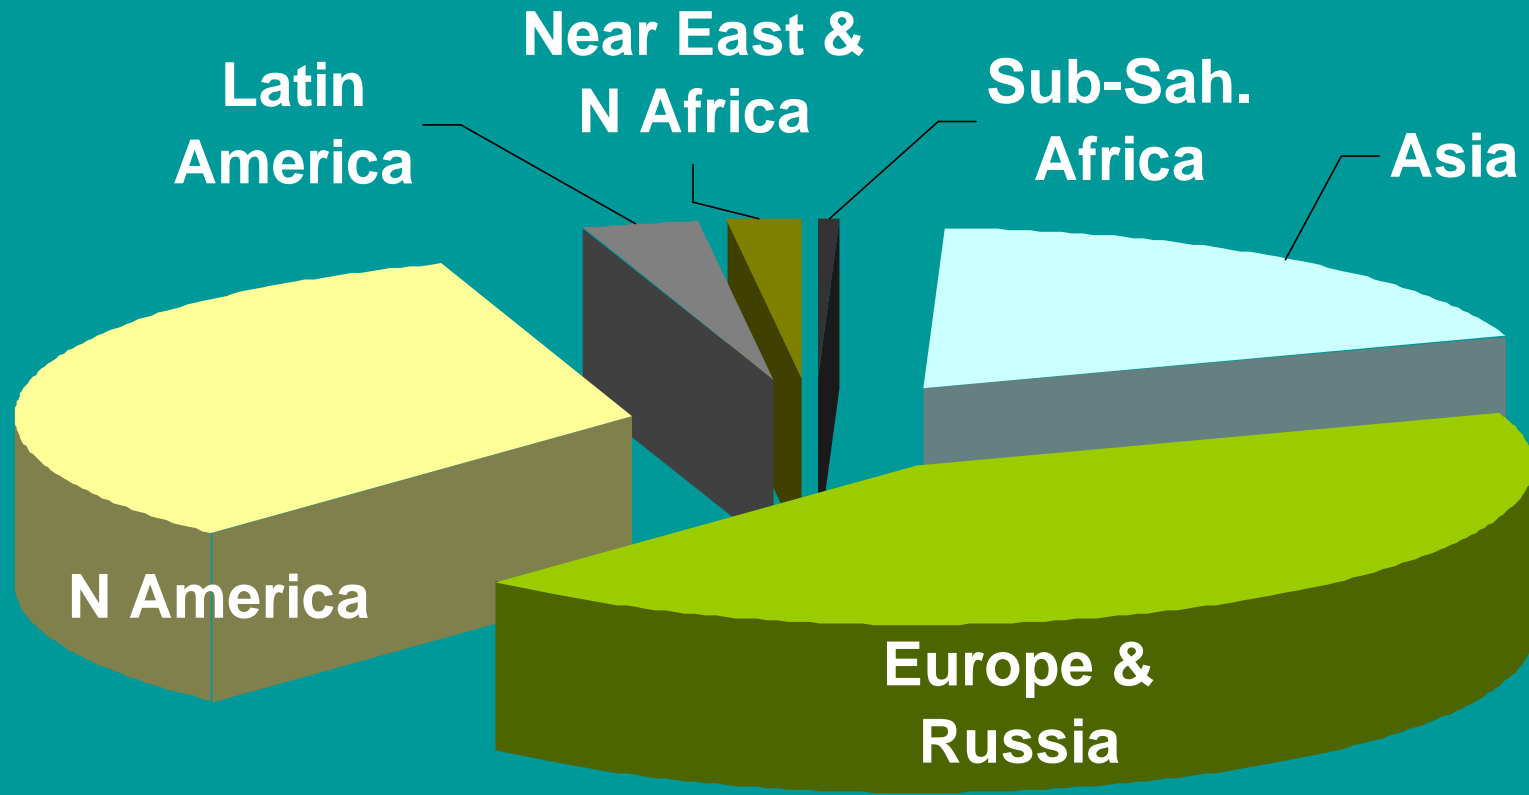 Near East &
N Africa
Latin
America
Sub-Sah.
Africa
Asia
N America
Europe &
Russia